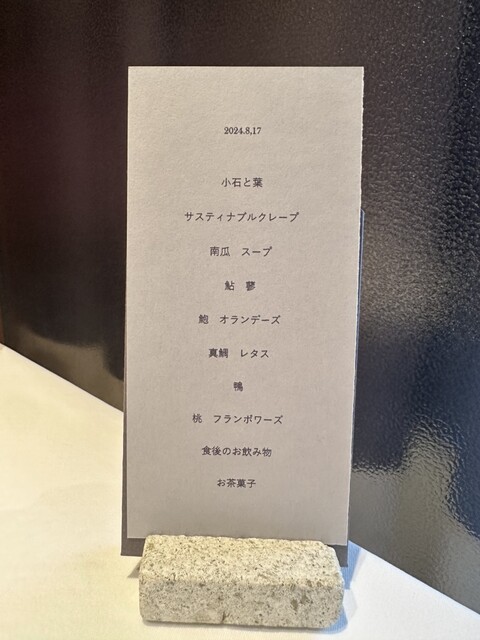 2024.8,17
小石と葉
サスティナブルクレープ
南瓜　スープ
鮎　蓼
鮑　オランデーズ
真鯛　レタス
鴨
桃　フランボワーズ
食後のお飲み物
お茶菓子